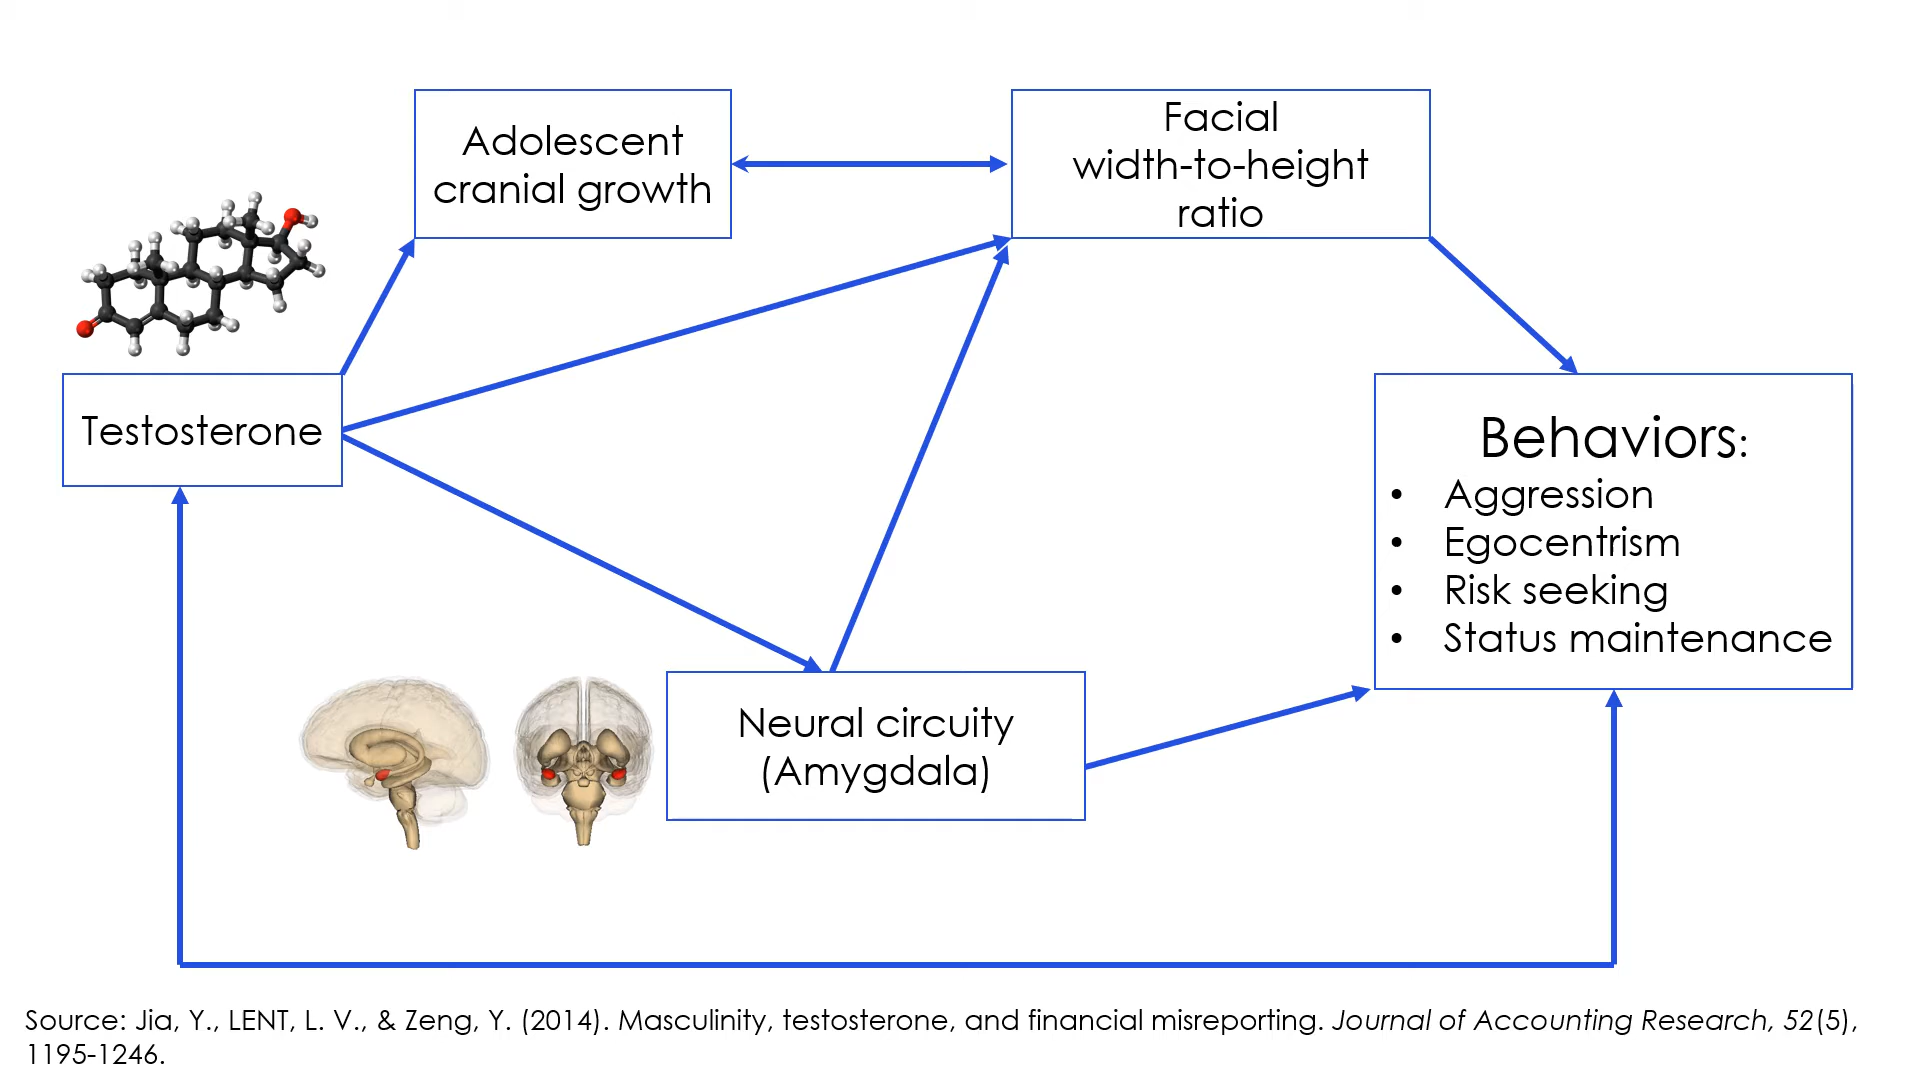 Adolescent
cranial growth
Facial
width-to-height
ratio
Testosterone
Behaviors:
• Aggression
• Egocentrism
• Risk seeking
• Status maintenance
Neural circuity
(Amygdala)
Source: Jia, Y., LENT, L. V., & Zeng, Y. (2014). Masculinity, testosterone, and financial misreporting. Journal of Accounting Research, 52(5),
1195-1246.